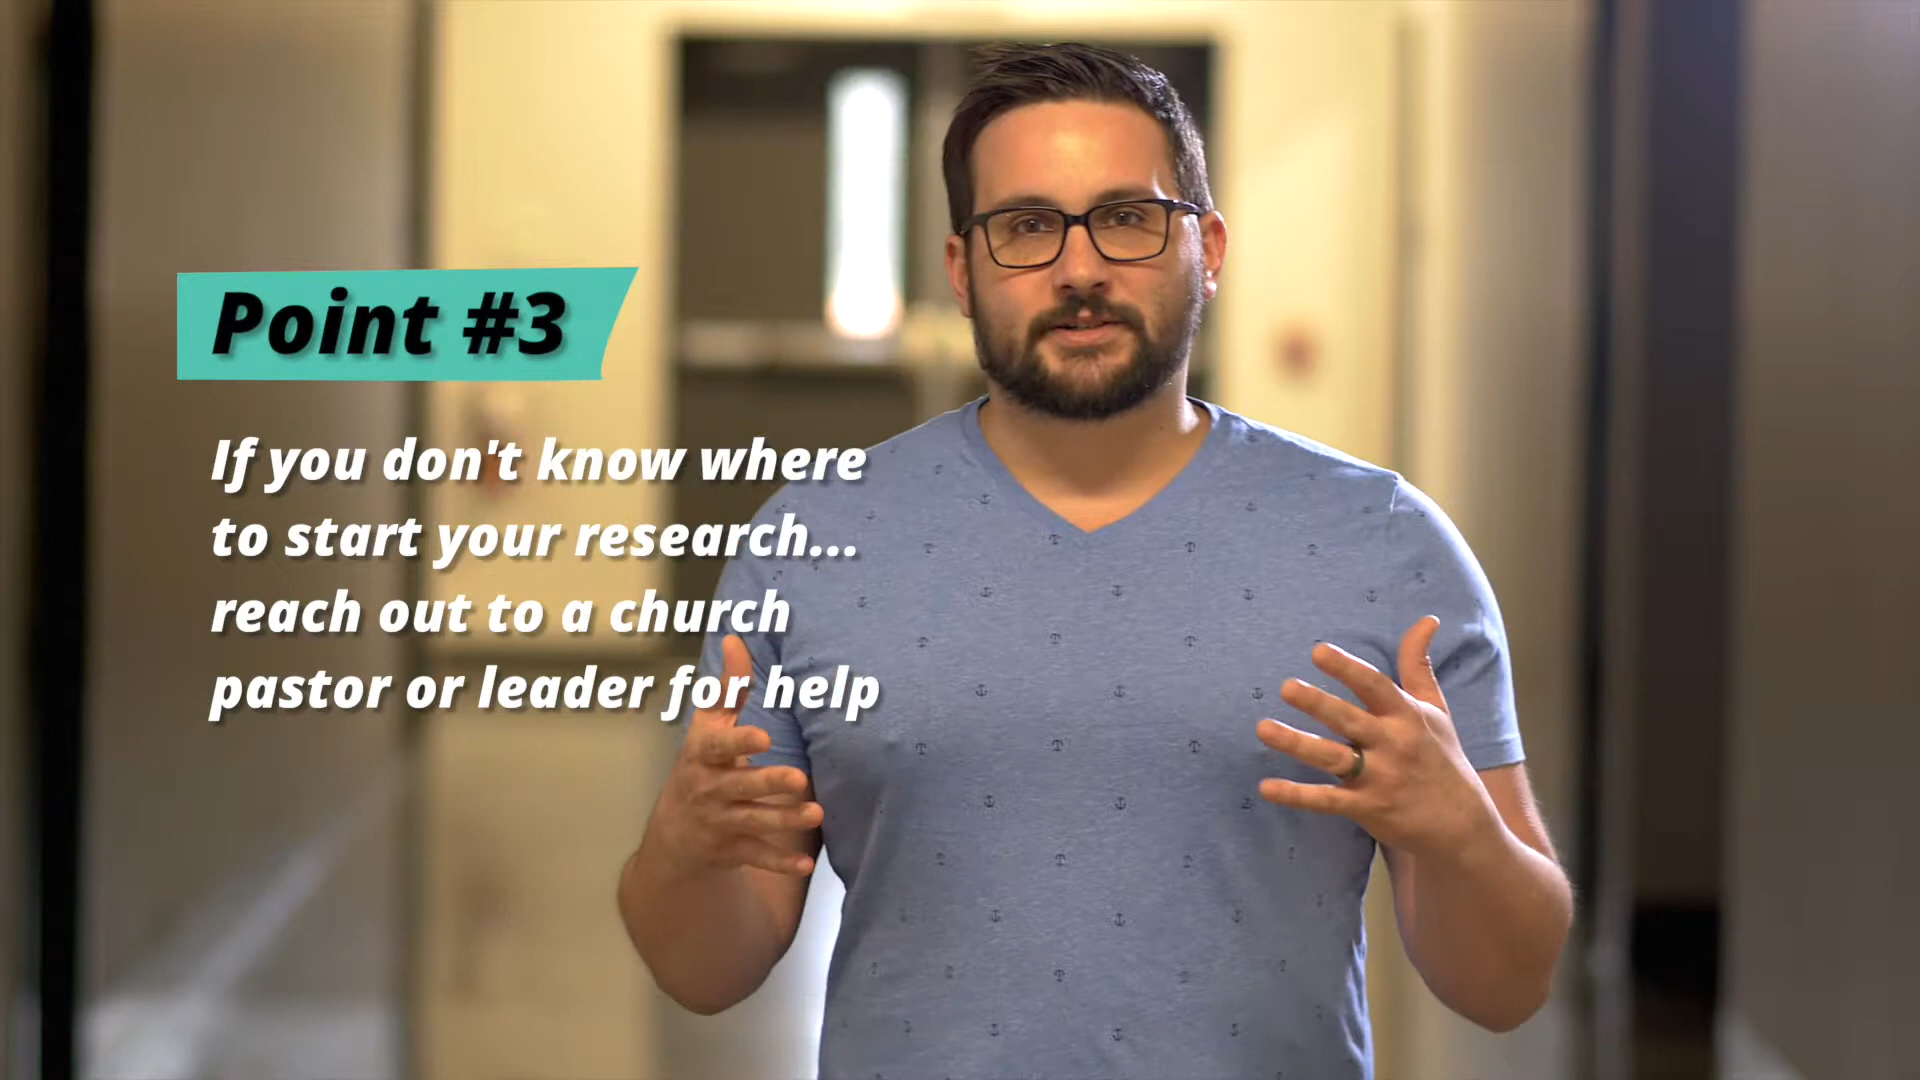 Point #3
If you don't know where
to start your research...
reach out to a church
pastor or leader for help